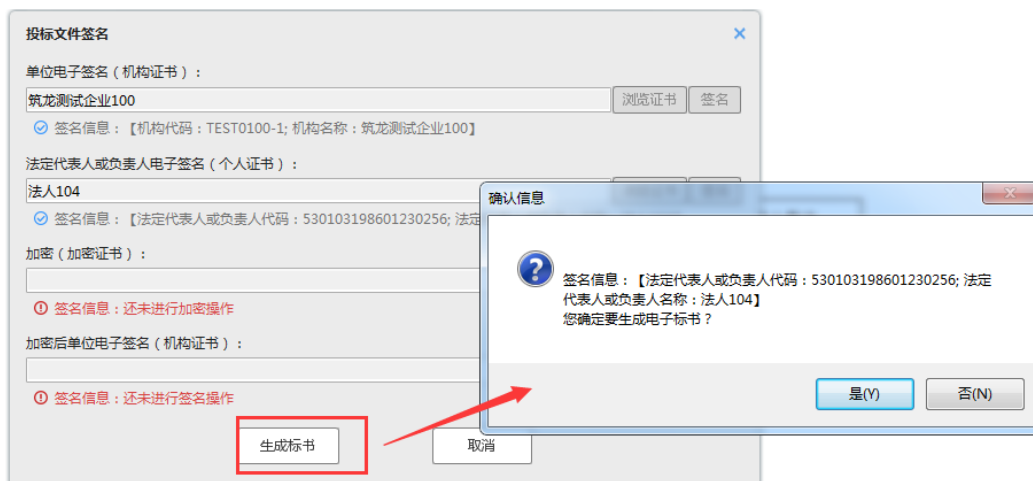 投标文件签名
单位电子签名（机构证书）：
筑龙测试企业100
浏览证书
签名
签名信息：【机构代码：TEST0100-1; 机构名称：筑龙测试企业100】
法定代表人或负责人电子签名（个人证书）：
法人104
签名信息：【法定代表人或负责人代码：530103198601230256; 法定
加密（加密证书）：
签名信息：还未进行加密操作
加密后单位电子签名（机构证书）：
签名信息：还未进行签名操作
生成标书
取消
确认信息
签名信息：【法定代表人或负责人代码：530103198601230256; 法定
代表人或负责人名称：法人104】
您确定要生成电子标书？
是(Y)
否(N)